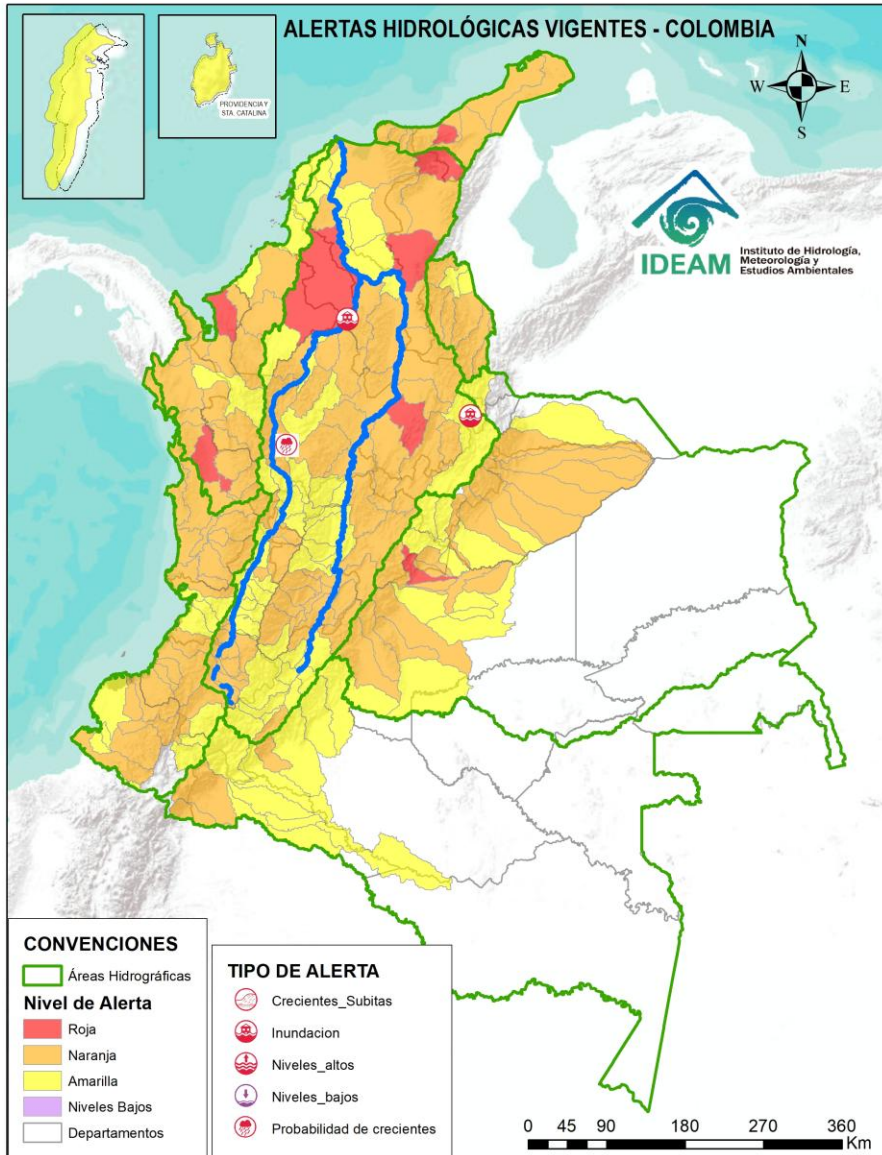 ALERTAS HIDROLÓGICAS VIGENTES - COLOMBIA
PROVIDENCIA Y
STA. CATALINA
N
W E
S
IDEAM
Instituto de Hidrología,
Meteorología y
Estudios Ambientales
CONVENCIONES
Áreas Hidrográficas
Nivel de Alerta
Roja
Naranja
Amarilla
Niveles Bajos
Departamentos
TIPO DE ALERTA
Crecientes_Subitas
Inundacion
Niveles_altos
Niveles_bajos
Probabilidad de crecientes
0 45 90 180 270 360
Km